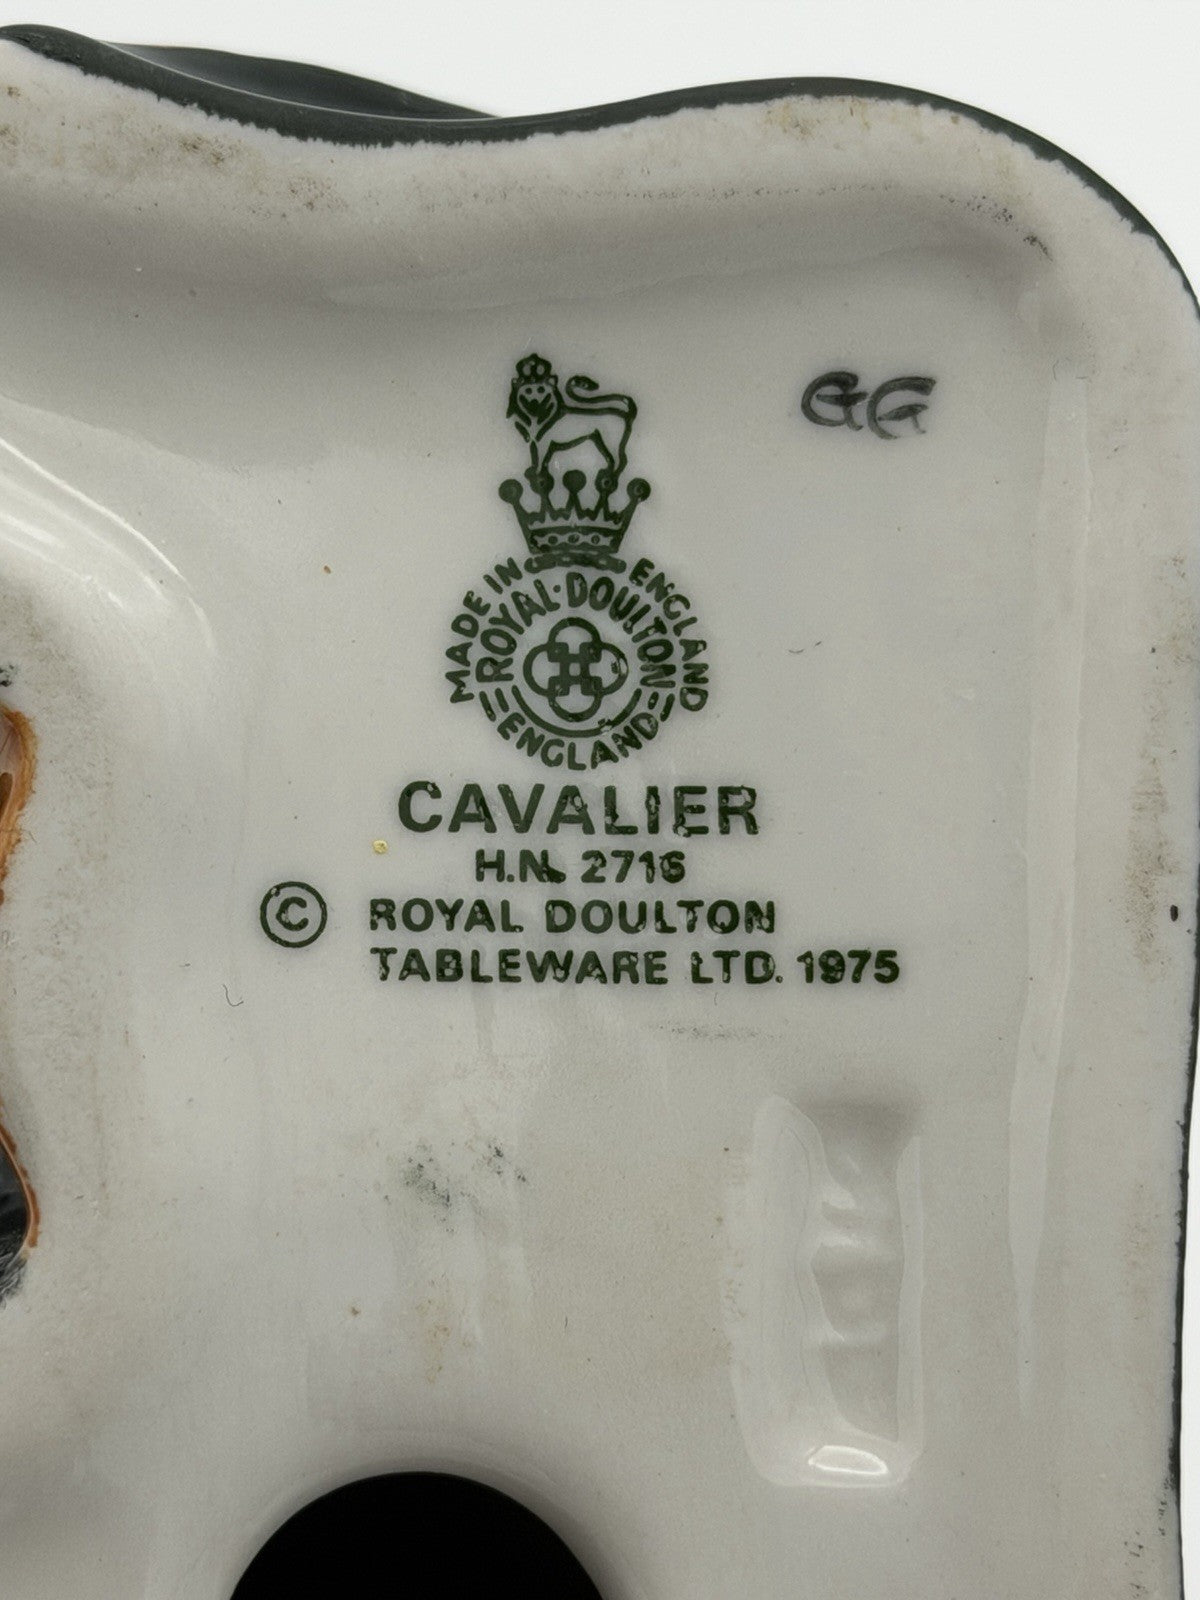 GG
MADE IN ENGLAND
ROYAL·DOULTON
ENGLAND
CAVALIER
H.N. 2716
© ROYAL DOULTON
TABLEWARE LTD. 1975